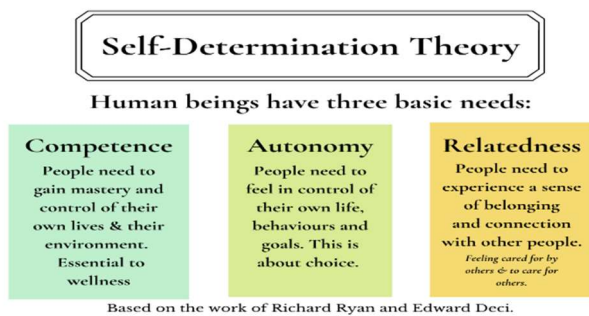 Self-Determination Theory
Human beings have three basic needs:
Competence
People need to
gain mastery and
control of their
own lives & their
environment.
Essential to
wellness
Autonomy
People need to
feel in control of
their own life,
behaviours and
goals. This is
about choice.
Relatedness
People need to
experience a sense
of belonging
and connection
with other people.
Feeling cared for by
others & to care for
others.
Based on the work of Richard Ryan and Edward Deci.